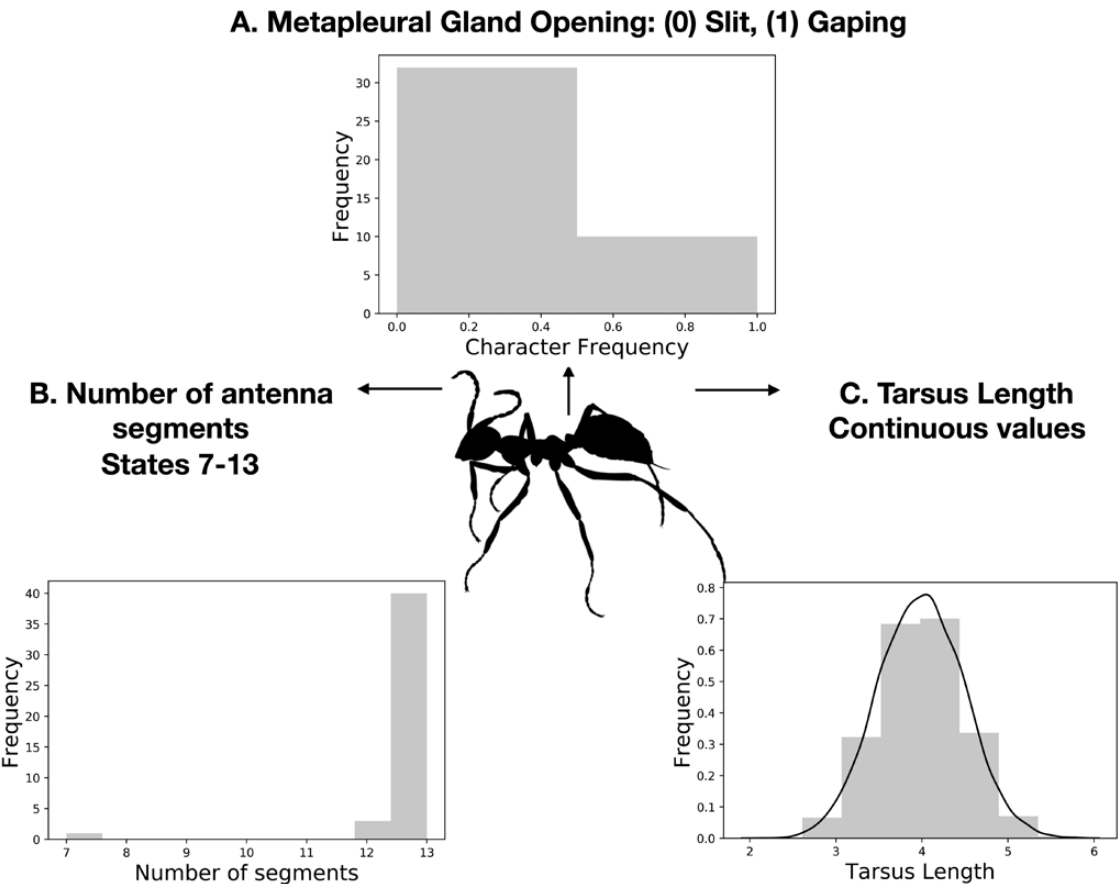 A. Metapleural Gland Opening: (0) Slit, (1) Gaping
Frequency
30
25
20
15
10
5
0
0.0 0.2 0.4 0.6 0.8 1.0
Character Frequency
B. Number of antenna
segments
States 7-13
C. Tarsus Length
Continuous values
Frequency
40
35
30
25
20
15
10
5
0
7 8 9 10 11 12 13
Number of segments
Frequency
0.8
0.7
0.6
0.5
0.4
0.3
0.2
0.1
0.0
2 3 4 5 6
Tarsus Length